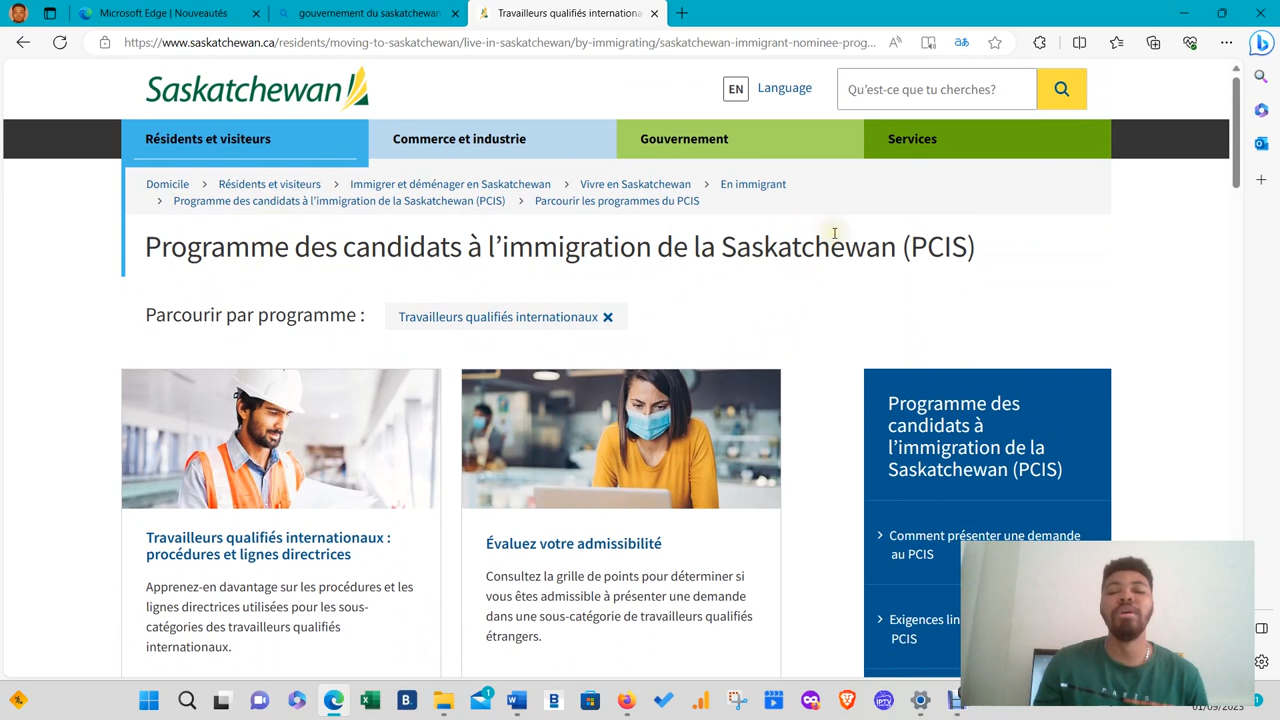 Microsoft Edge | Nouveautés
gouvernement du saskatchewan
Travailleurs qualifiés internationa
https://www.saskatchewan.ca/residents/moving-to-saskatchewan/live-in-saskatchewan/by-immigrating/saskatchewan-immigrant-nominee-prog...
Saskatchewan
EN
Language
Qu'est-ce que tu cherches?
Résidents et visiteurs
Commerce et industrie
Gouvernement
Services
Domicile > Résidents et visiteurs > Immigrer et déménager en Saskatchewan > Vivre en Saskatchewan > En immigrant
> Programme des candidats à l'immigration de la Saskatchewan (PCIS) > Parcourir les programmes du PCIS
Programme des candidats à l'immigration de la Saskatchewan (PCIS)
Parcourir par programme :
Travailleurs qualifiés internationaux
Travailleurs qualifiés internationaux :
procédures et lignes directrices
Apprenez-en davantage sur les procédures et les
lignes directrices utilisées pour les sous-
catégories des travailleurs qualifiés
internationaux.
Évaluez votre admissibilité
Consultez la grille de points pour déterminer si
vous êtes admissible à présenter une demande
dans une sous-catégorie de travailleurs qualifiés
étrangers.
Programme des
candidats à
l'immigration de la
Saskatchewan (PCIS)
Comment présenter une demande
au PCIS
Exigences lin
PCIS
PARIS
01/09/2023